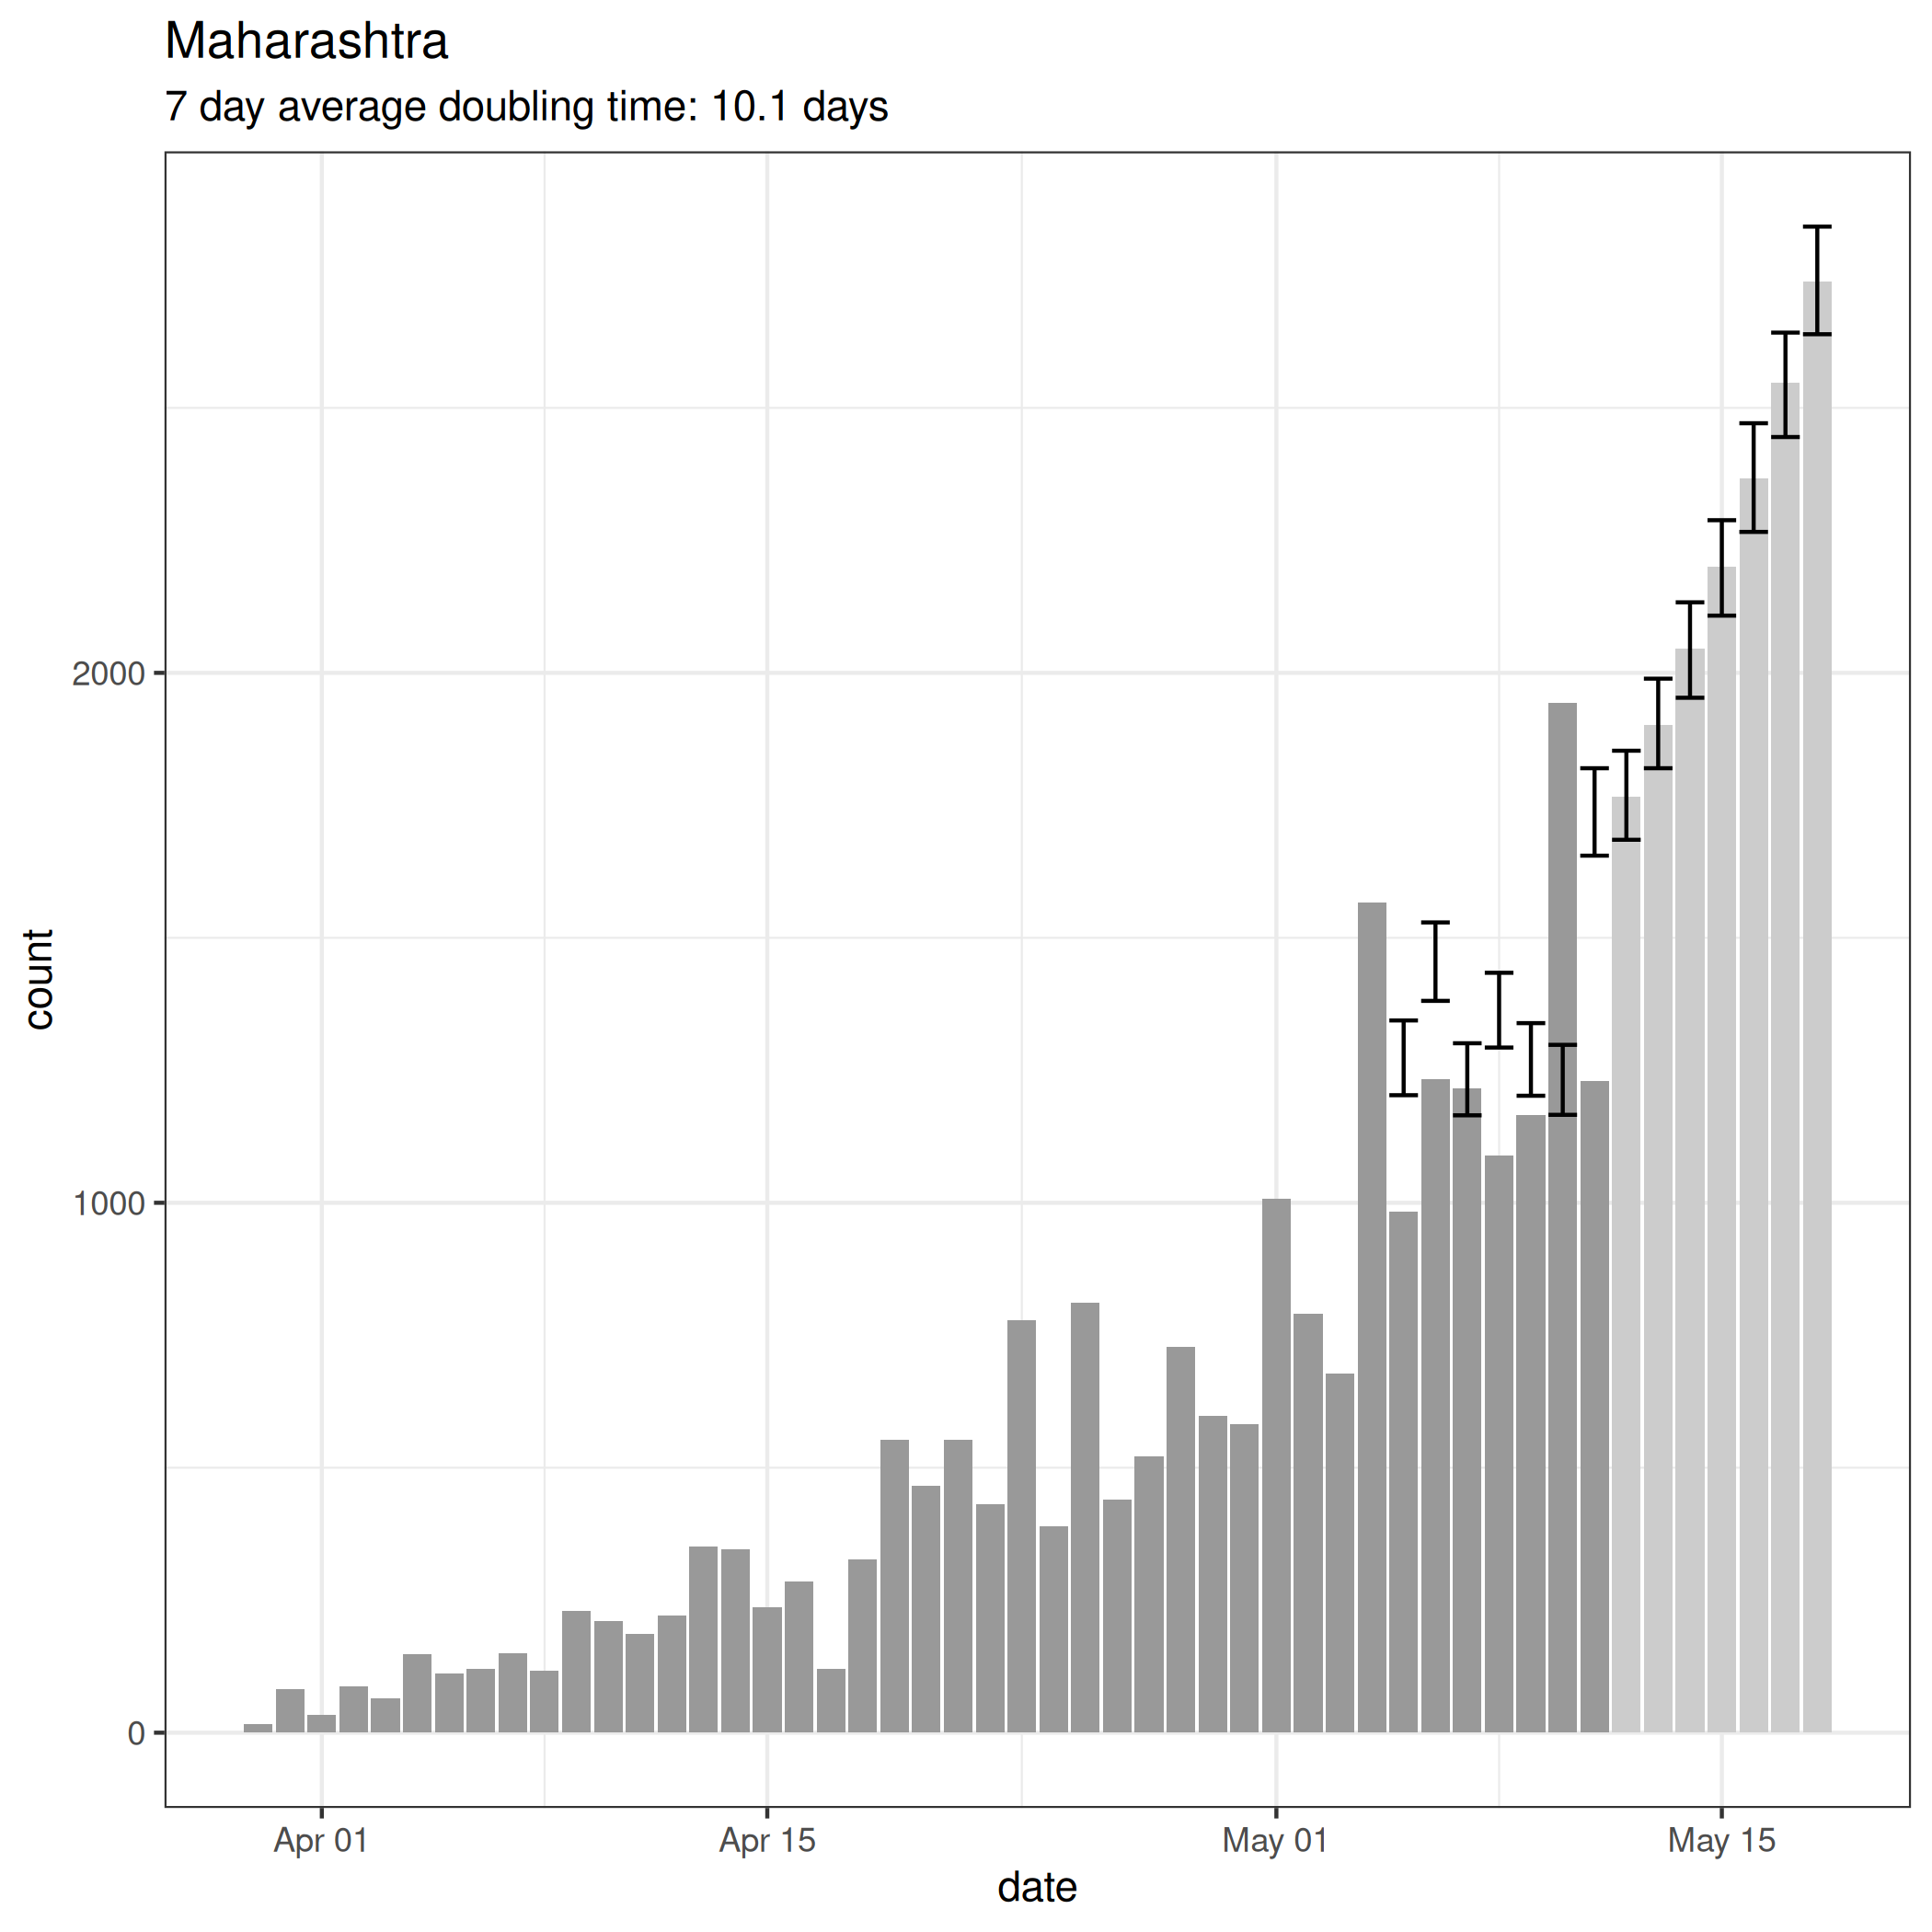 Maharashtra
7 day average doubling time: 10.1 days
2000
1000
0
count
Apr 01
Apr 15
May 01
May 15
date